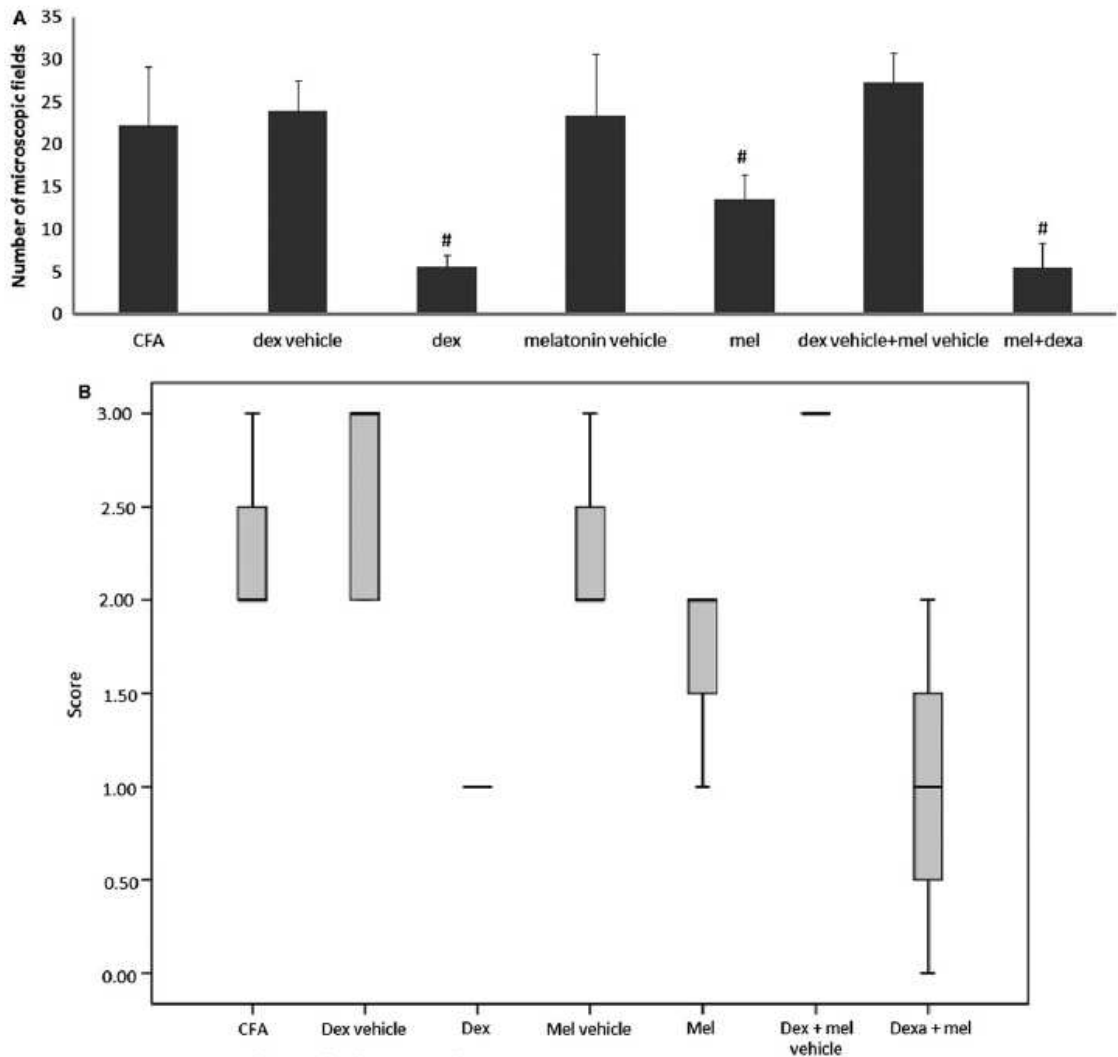 A
Number of microscopic fields
35
30
25
20
15
10
5
0
#
#
#
CFA dex vehicle dex melatonin vehicle mel dex vehicle+mel vehicle mel+dexa
B
Score
3.00
2.50
2.00
1.50
1.00
0.50
0.00
CFA Dex vehicle Dex Mel vehicle Mel Dex + mel Dexa + mel
vehicle